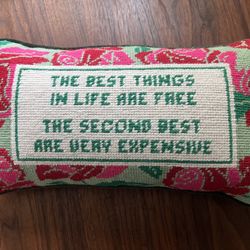 THE BEST THINGS
IN LIFE ARE FREE
THE SECOND BEST
ARE VERY EXPENSIVE